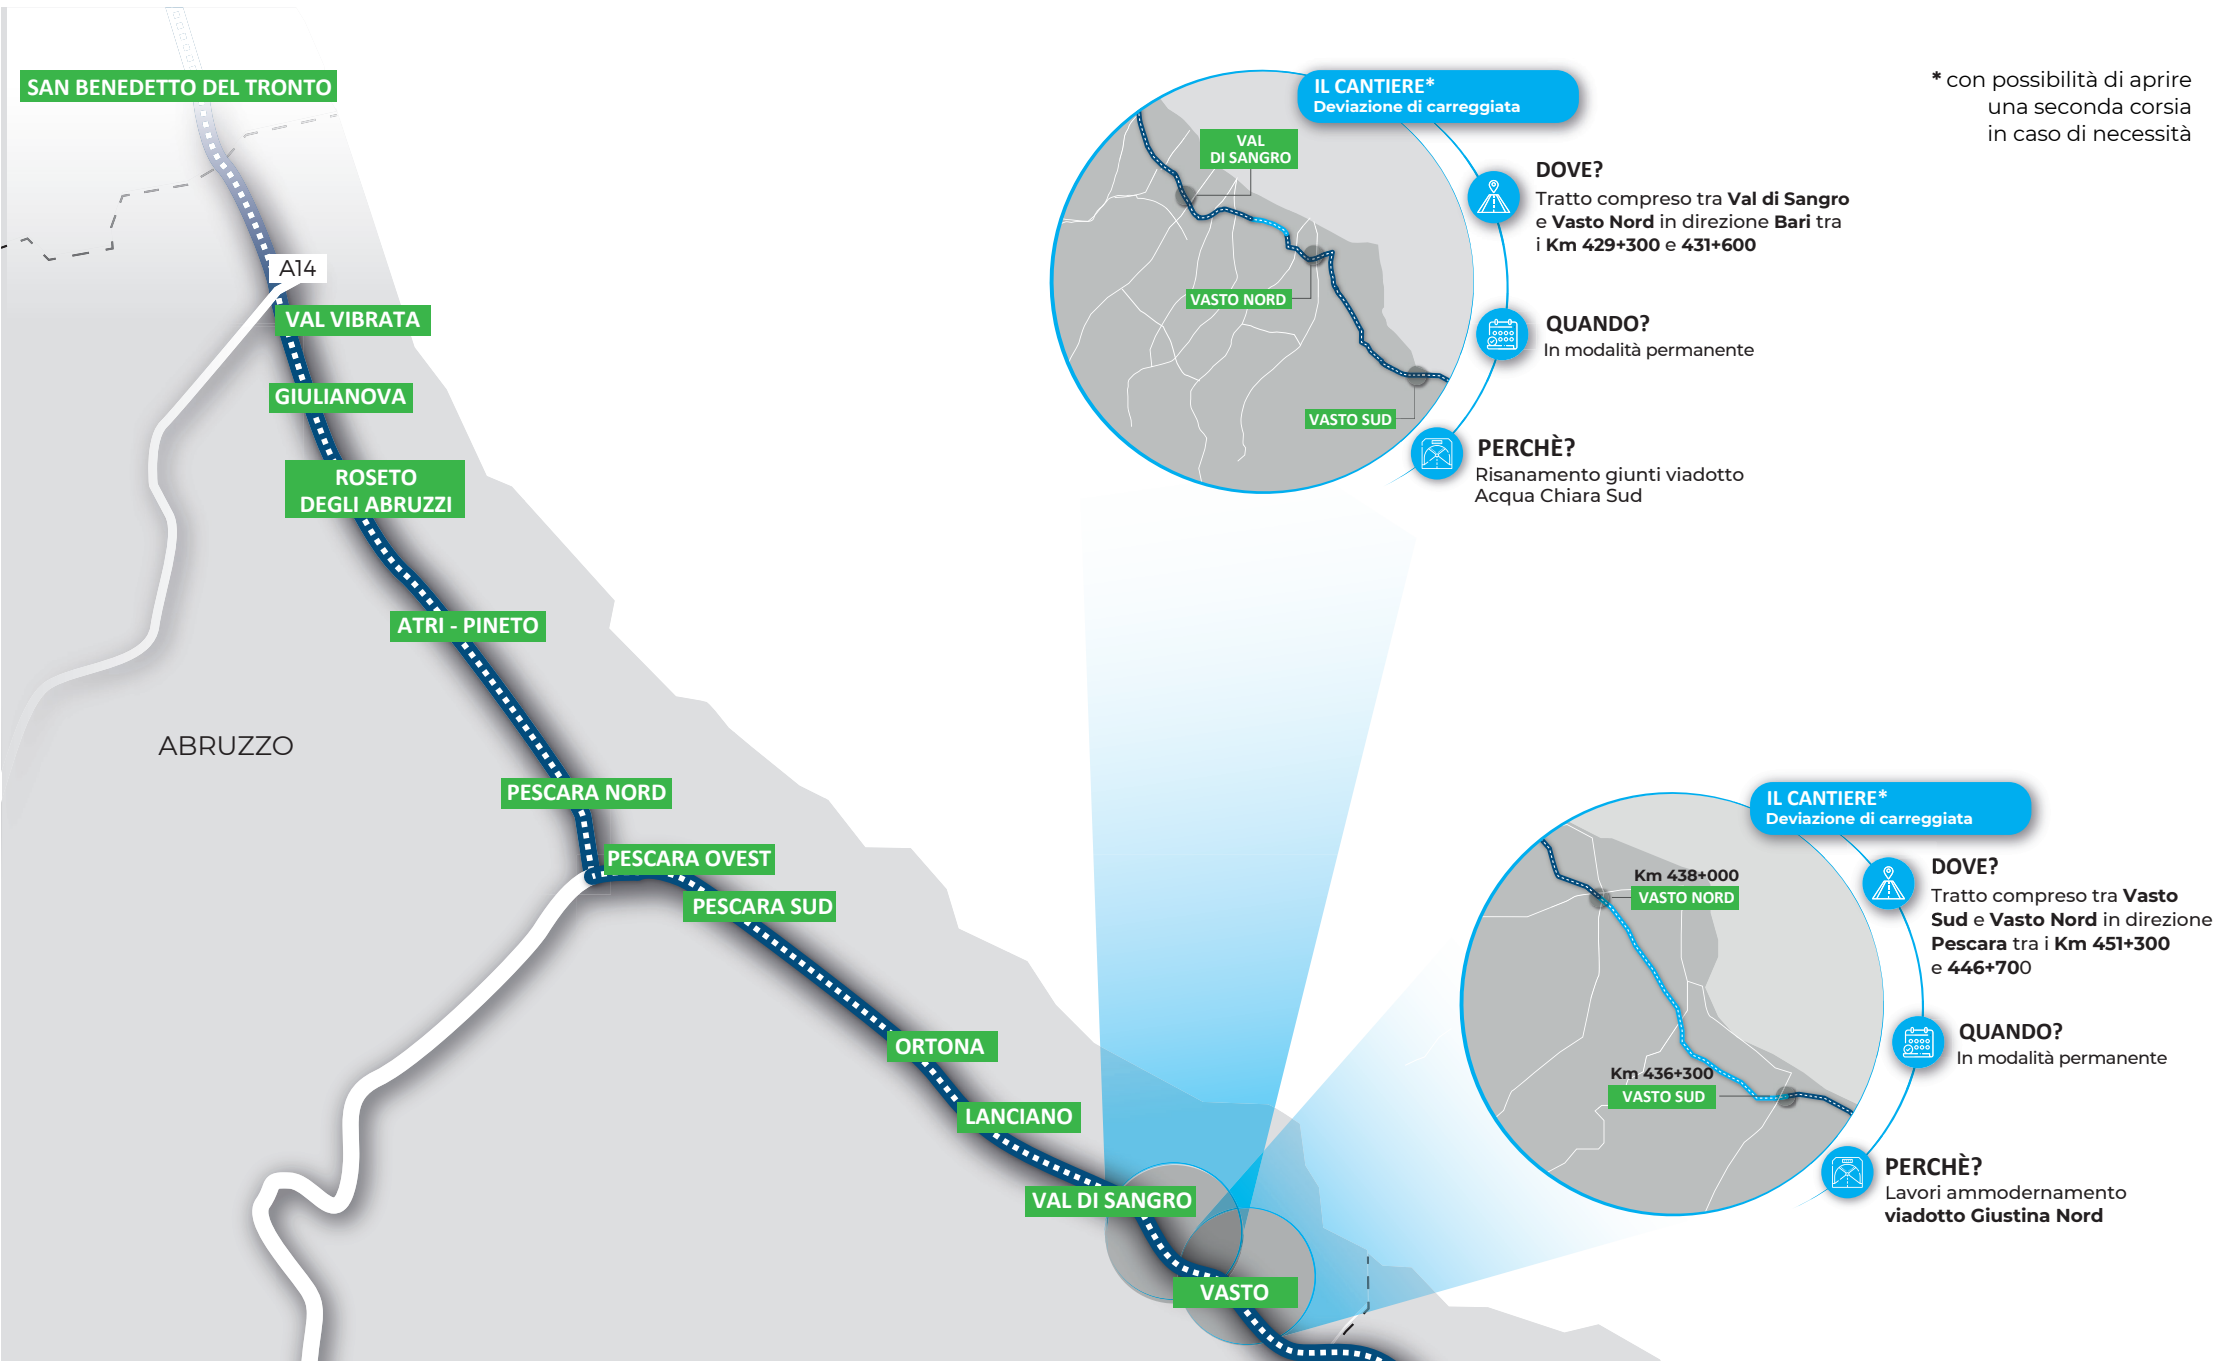 SAN BENEDETTO DEL TRONTO
A14
VAL VIBRATA
GIULIANOVA
ROSETO
DEGLI ABRUZZI
ATRI - PINETO
ABRUZZO
PESCARA NORD
PESCARA OVEST
PESCARA SUD
ORTONA
LANCIANO
VAL DI SANGRO
VASTO
IL CANTIERE*
Deviazione di carreggiata
VAL
DI SANGRO
VASTO NORD
VASTO SUD
DOVE?
Tratto compreso tra Val di Sangro
e Vasto Nord in direzione Bari tra
i Km 429+300 e 431+600
QUANDO?
In modalità permanente
PERCHÈ?
Risanamento giunti viadotto
Acqua Chiara Sud
* con possibilità di aprire
una seconda corsia
in caso di necessità
IL CANTIERE*
Deviazione di carreggiata
Km 438+000
VASTO NORD
Km 436+300
VASTO SUD
DOVE?
Tratto compreso tra Vasto
Sud e Vasto Nord in direzione
Pescara tra i Km 451+300
e 446+700
QUANDO?
In modalità permanente
PERCHÈ?
Lavori ammodernamento
viadotto Giustina Nord